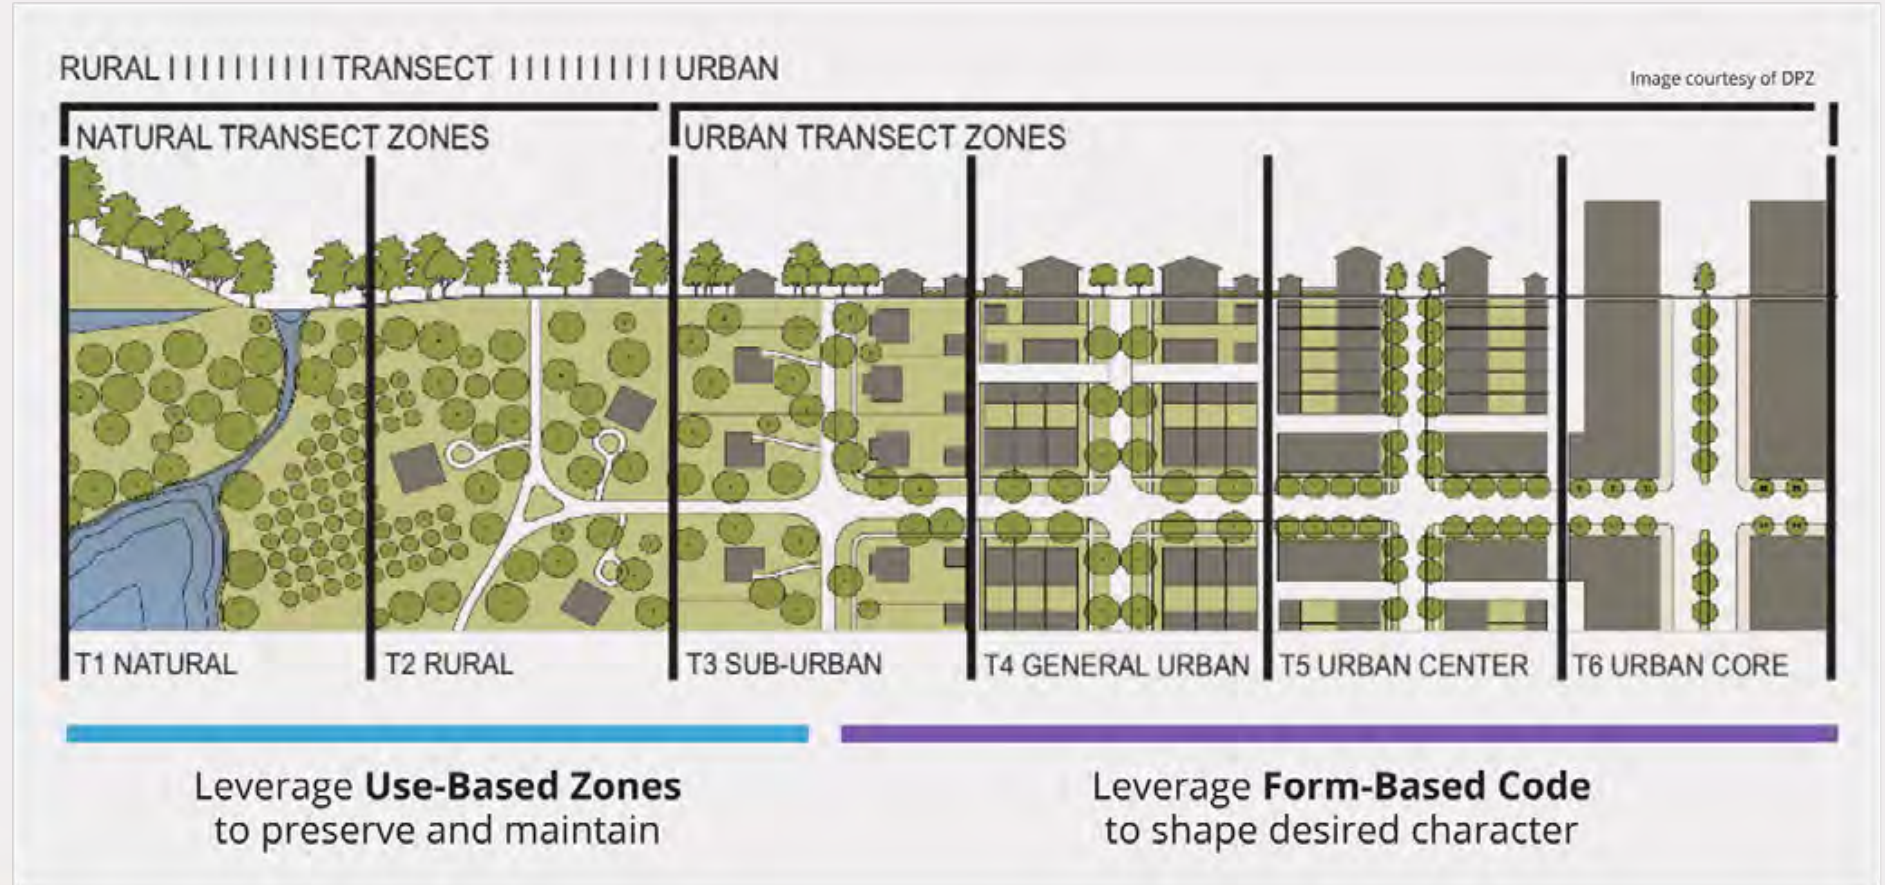 RURAL | | | | | | | | | | TRANSECT | | | | | | | | | | URBAN
Image courtesy of DPZ
NATURAL TRANSECT ZONES
URBAN TRANSECT ZONES
T1 NATURAL
T2 RURAL
T3 SUB-URBAN
T4 GENERAL URBAN
T5 URBAN CENTER
T6 URBAN CORE
Leverage Use-Based Zones
to preserve and maintain
Leverage Form-Based Code
to shape desired character